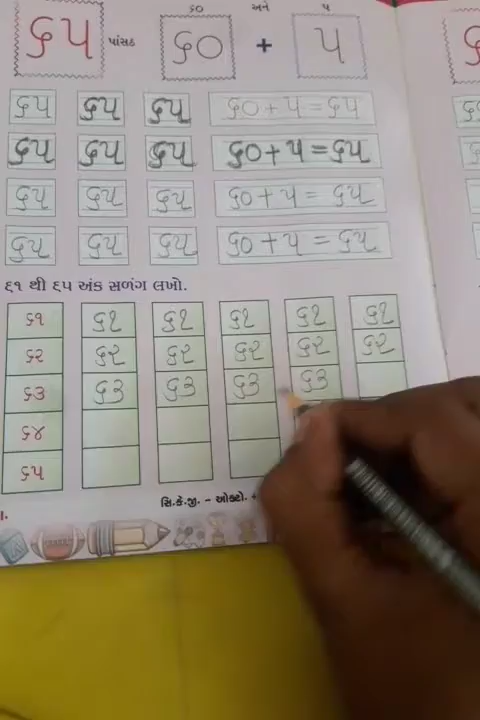 ૬૦ અને ૫
૬૫ પાંસઠ ૬૦ + ૫
૬૫ ૬૫ ૬૫ ૬૦+૫=૬૫
૬૫ ૬૫ ૬૫ ૬૦+૫=૬૫
૬૫ ૬૫ ૬૫ ૬૦+૫ = ૬૫
૬૫ ૬૫ ૬૫ ૬૦+૫ = ૬૫
૬૧ થી ૬૫ અંક સળંગ લખો.
૬૧ ૬૧ ૬૧ ૬૧ ૬૧ ૬૧
૬૨ ૬૨ ૬૨ ૬૨ ૬૨ ૬૨
૬૩ ૬૩ ૬૩ ૬૩ ૬૩
૬૪
૬૫
સિ.કે.જી. - ઓક્ટો.